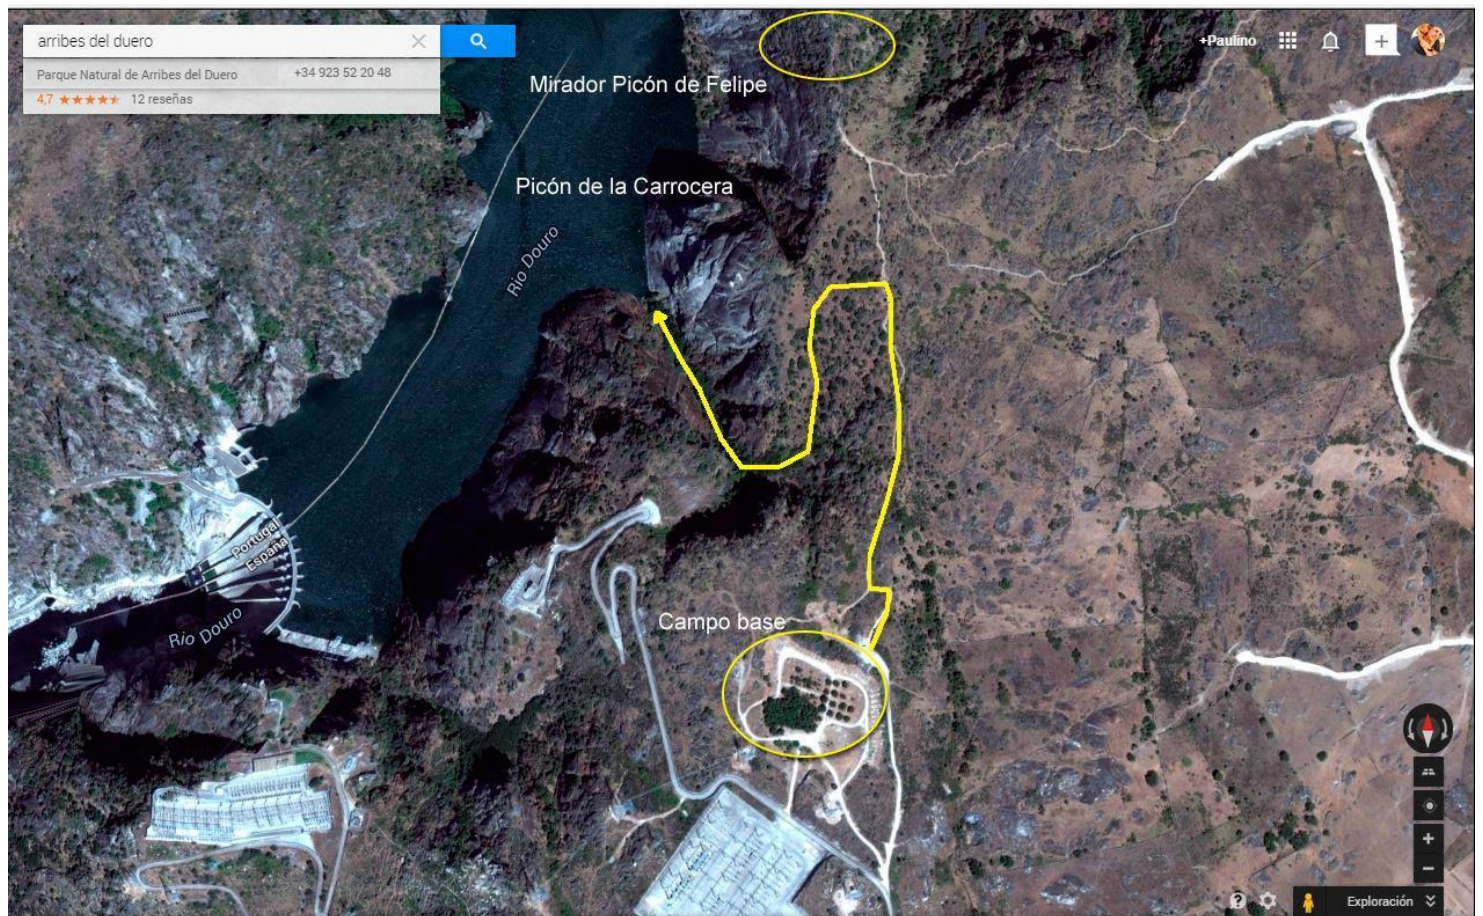 arribes del duero
Parque Natural de Arribes del Duero +34 923 52 20 48
4,7 12 reseñas
+Paulino
Mirador Picón de Felipe
Picón de la Carrocera
Rio Douro
Portugal
España
Río Douro
Campo base
Exploración